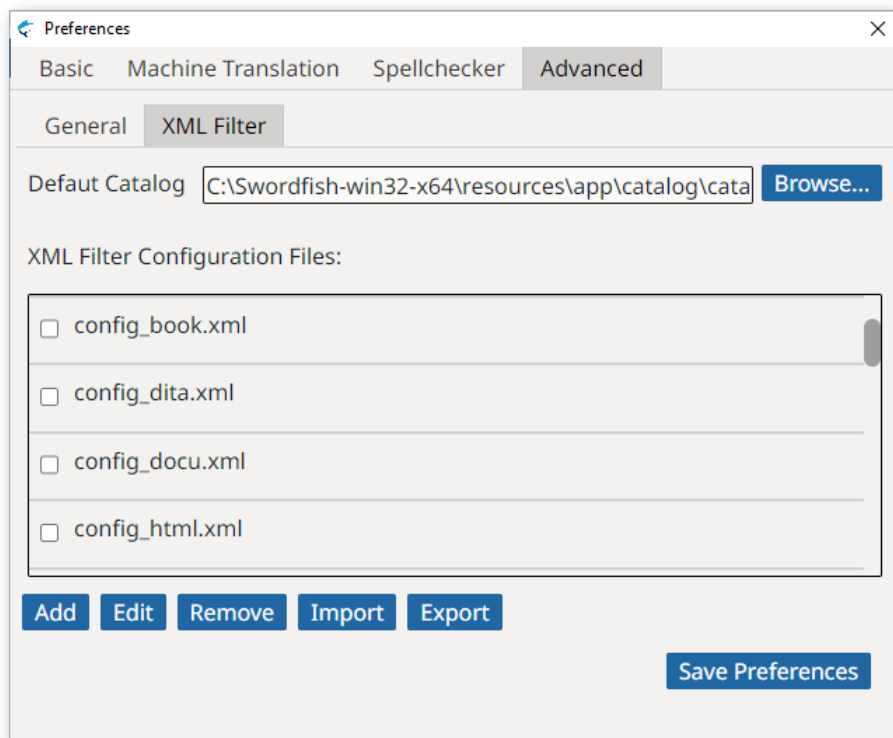 Preferences
Basic Machine Translation Spellchecker Advanced
General XML Filter
Defaut Catalog C:\Swordfish-win32-x64\resources\app\catalog\cata Browse...
XML Filter Configuration Files:
config_book.xml
config_dita.xml
config_docu.xml
config_html.xml
Add Edit Remove Import Export
Save Preferences